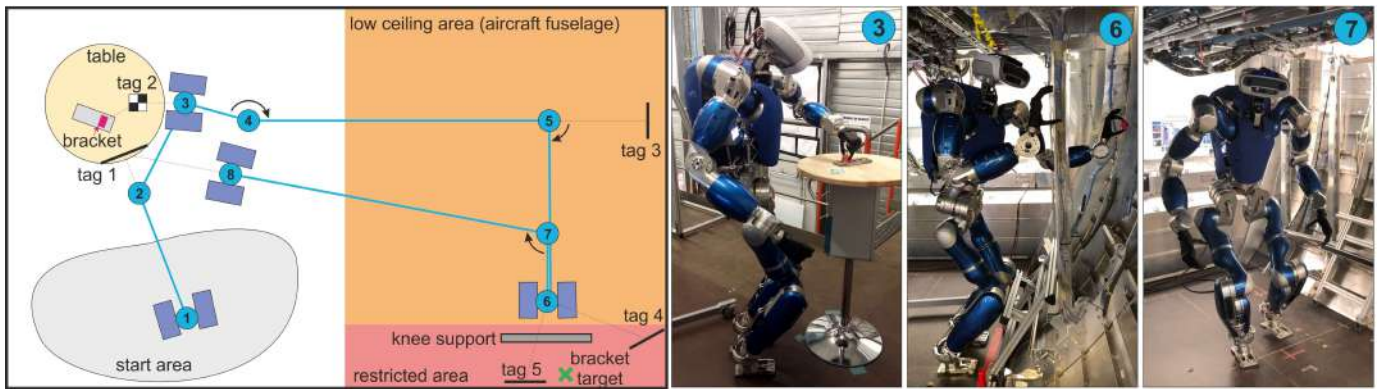 low ceiling area (aircraft fuselage)
table
tag 2
bracket
tag 1
1
2
3
4
5
6
7
8
tag 3
tag 4
knee support
bracket
target
tag 5
restricted area
start area
3
6
7